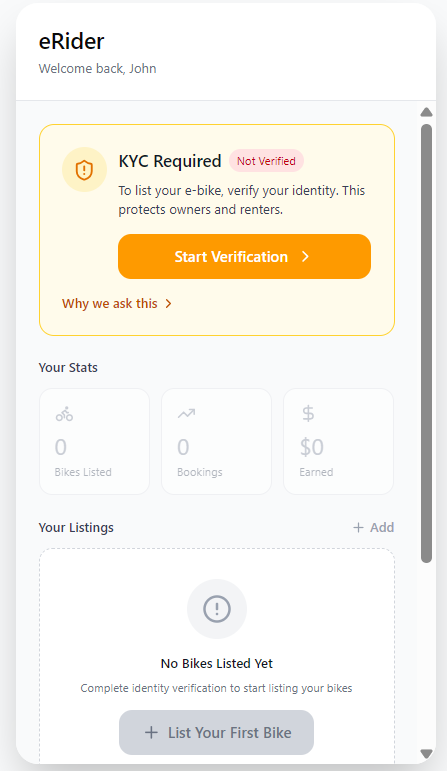 eRider
Welcome back, John
KYC Required
Not Verified
To list your e-bike, verify your identity. This
protects owners and renters.
Start Verification
Why we ask this
Your Stats
0
Bikes Listed
0
Bookings
$0
Earned
Your Listings
Add
No Bikes Listed Yet
Complete identity verification to start listing your bikes
List Your First Bike